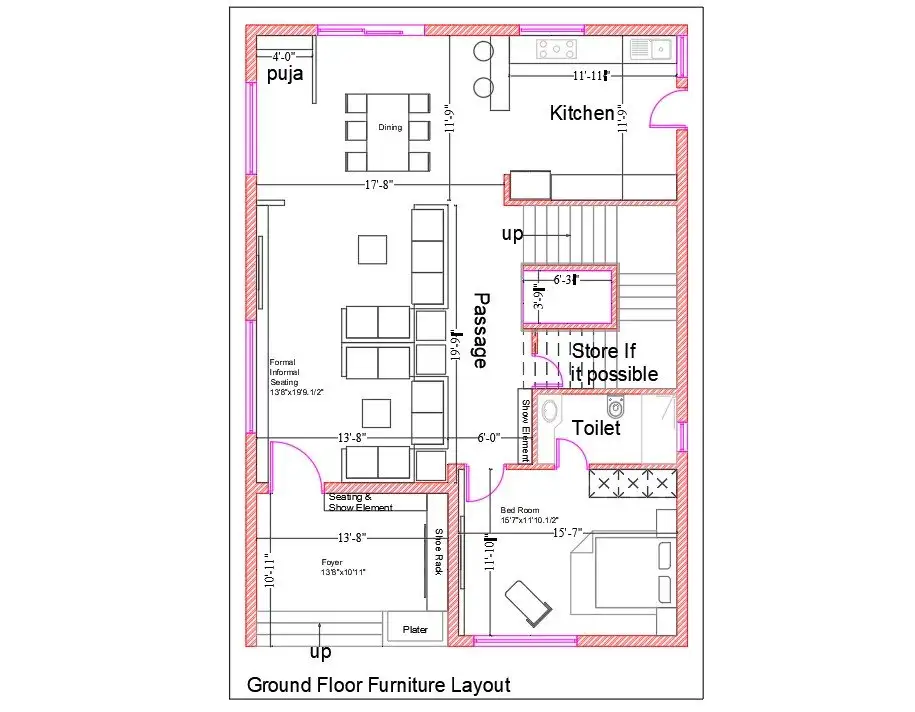 4'-0"
puja
11'-11"
Kitchen
11'-9"
11'-9"
Dining
17'-8"
up
6'-3"
3'-9"
Passage
19'-9"
Store If
it possible
Formal
Informal
Seating
13'8"x19'9.1/2"
Show Element
Toilet
13'-8"
6'-0"
Seating &
Show Element
Bed Room
15'7"x11'10.1/2"
13'-8"
15'-7"
Shoe Rack
11'-10"
Foyer
13'8"x10'11"
10'-11"
Plater
up
Ground Floor Furniture Layout